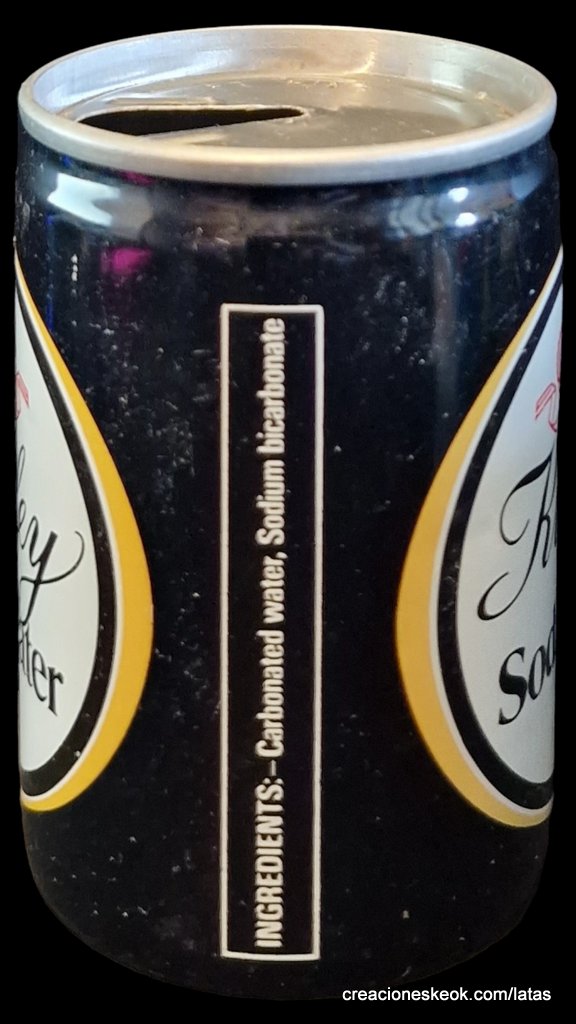 INGREDIENTS:- Carbonated water, Sodium bicarbonate
creacioneskeok.com/latas